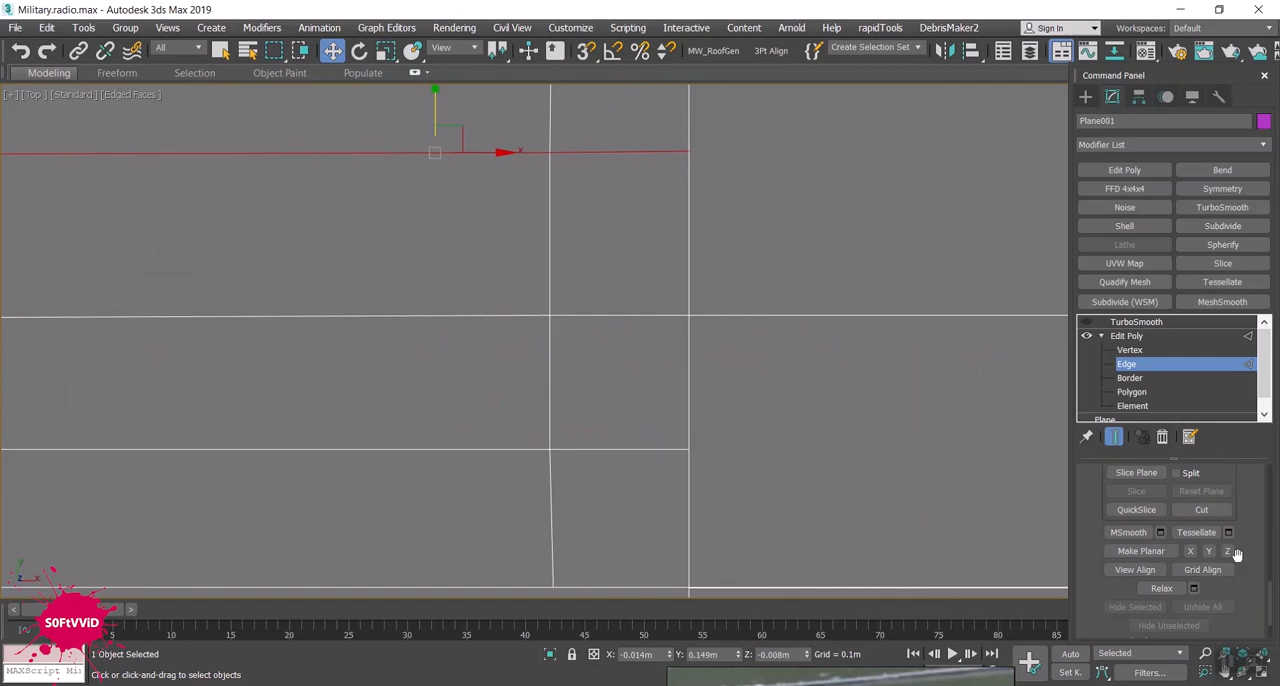 Military.radio.max - Autodesk 3ds Max 2019
File Edit Tools Group Views Create Modifiers Animation Graph Editors Rendering Civil View Customize Scripting Interactive Content Arnold Help rapidTools DebrisMaker2 Sign In Workspaces: Default
All View MW_RoofGen 3Pt Align Create Selection Set
Modeling Freeform Selection Object Paint Populate
[+] [Top] [Standard] [Edged Faces]
Command Panel
Plane001
Modifier List
Edit Poly Bend
FFD 4x4x4 Symmetry
Noise TurboSmooth
Shell Subdivide
Lathe Spherify
UVW Map Slice
Quadify Mesh Tessellate
Subdivide (WSM) MeshSmooth
TurboSmooth
Edit Poly
Vertex
Edge
Border
Polygon
Element
Plane
Slice Plane Split
Slice Reset Plane
QuickSlice Cut
MSmooth Tessellate
Make Planar X Y Z
View Align Grid Align
Relax
Hide Selected Unhide All
Hide Unselected
x
y
z x
SOFtVViD
5 10 15 20 25 30 35 40 45 50 55 60 65 70 75 80 85
1 Object Selected X: -0.014m Y: 0.149m Z: -0.008m Grid = 0.1m Auto Selected
MAXScript Mi Click or click-and-drag to select objects Set K. Filters...